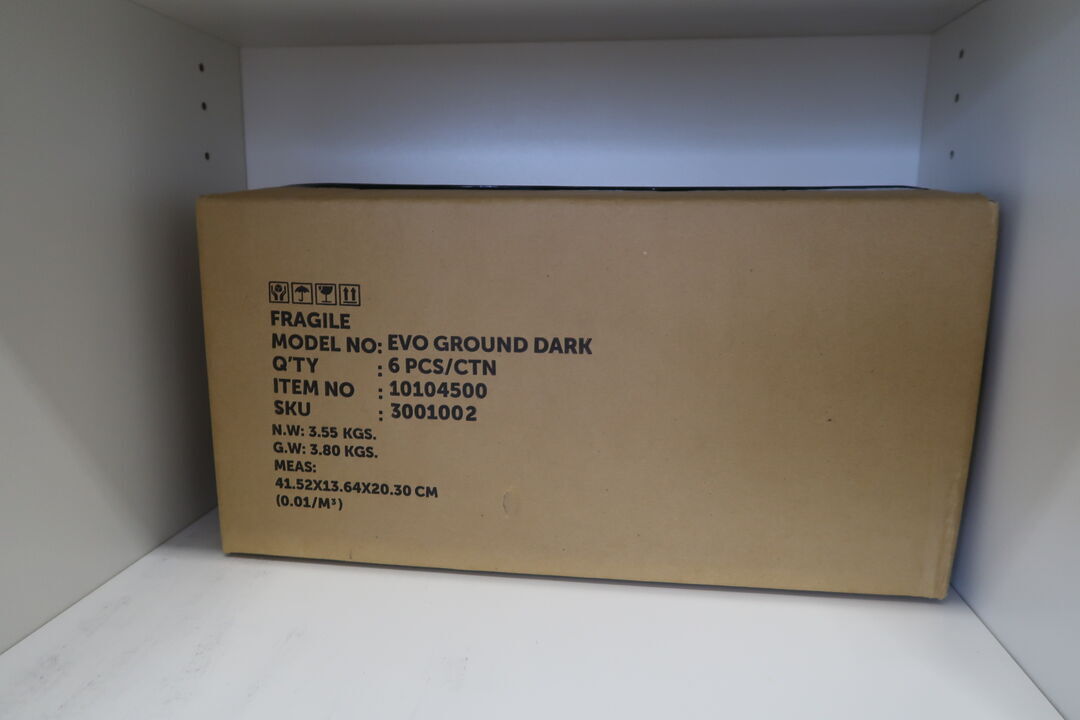 FRAGILE
MODEL NO: EVO GROUND DARK
Q'TY : 6 PCS/CTN
ITEM NO : 10104500
SKU : 3001002
N.W: 3.55 KGS.
G.W: 3.80 KGS.
MEAS:
41.52X13.64X20.30 CM
(0.01/M³)